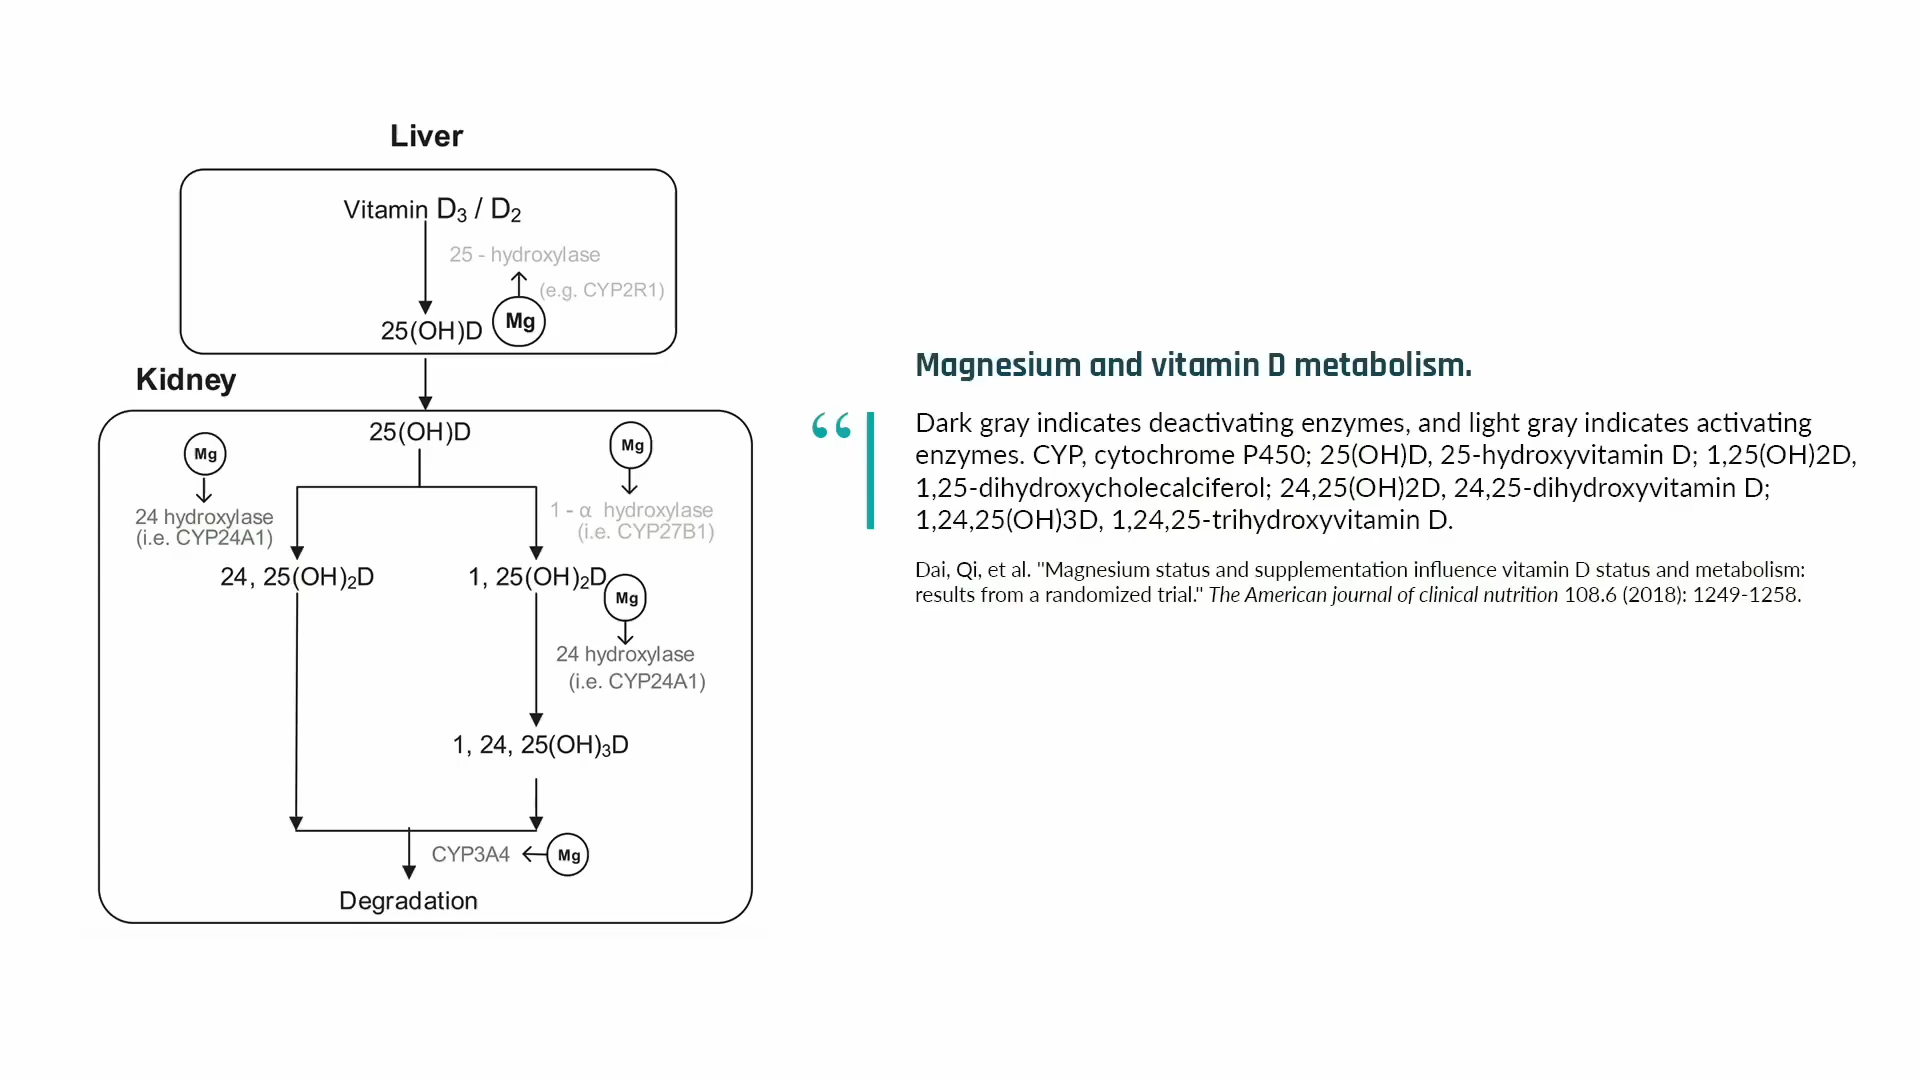 Liver
Vitamin D₃ / D₂
25 - hydroxylase
(e.g. CYP2R1)
25(OH)D
Mg
Kidney
25(OH)D
Mg
Mg
24 hydroxylase
(i.e. CYP24A1)
1 - α hydroxylase
(i.e. CYP27B1)
24, 25(OH)₂D
1, 25(OH)₂D
Mg
24 hydroxylase
(i.e. CYP24A1)
1, 24, 25(OH)₃D
CYP3A4
Mg
Degradation
Magnesium and vitamin D metabolism.
“
Dark gray indicates deactivating enzymes, and light gray indicates activating
enzymes. CYP, cytochrome P450; 25(OH)D, 25-hydroxyvitamin D; 1,25(OH)2D,
1,25-dihydroxycholecalciferol; 24,25(OH)2D, 24,25-dihydroxyvitamin D;
1,24,25(OH)3D, 1,24,25-trihydroxyvitamin D.
Dai, Qi, et al. "Magnesium status and supplementation influence vitamin D status and metabolism:
results from a randomized trial." The American journal of clinical nutrition 108.6 (2018): 1249-1258.